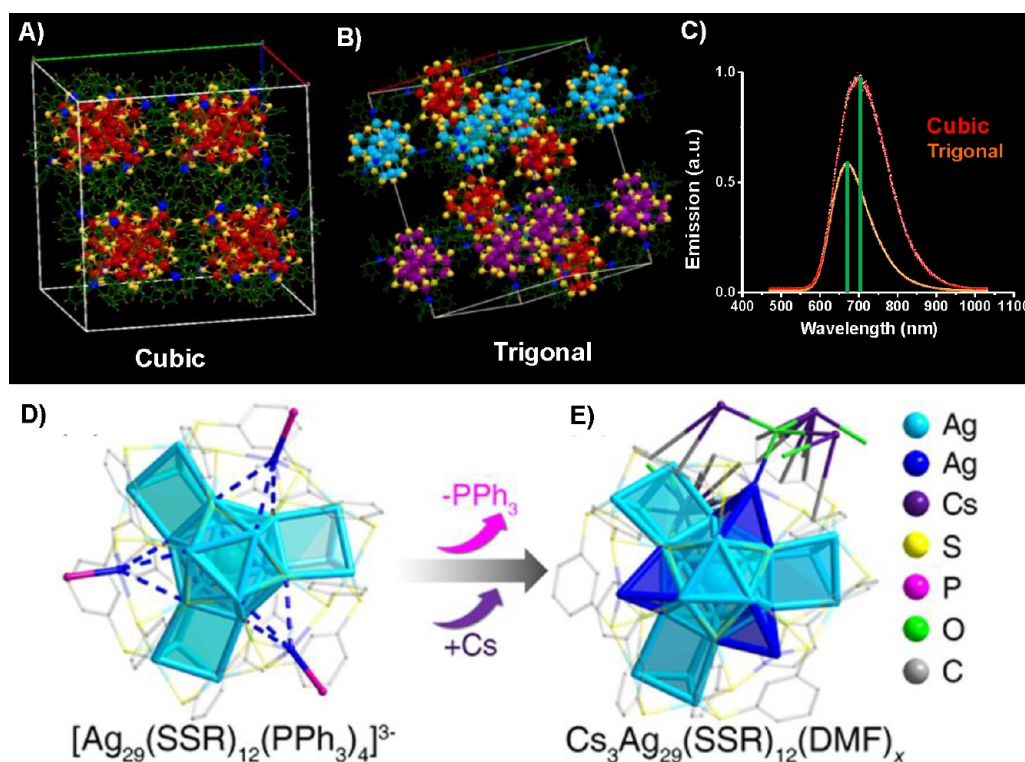 A)
Cubic
B)
Trigonal
C)
Emission (a.u.)
1.0
0.5
0.0
400 500 600 700 800 900 1000 1100
Wavelength (nm)
Cubic
Trigonal
D)
[Ag29(SSR)12(PPh3)4]3-
-PPh3
+Cs
E)
Cs3Ag29(SSR)12(DMF)x
Ag
Ag
Cs
S
P
O
C